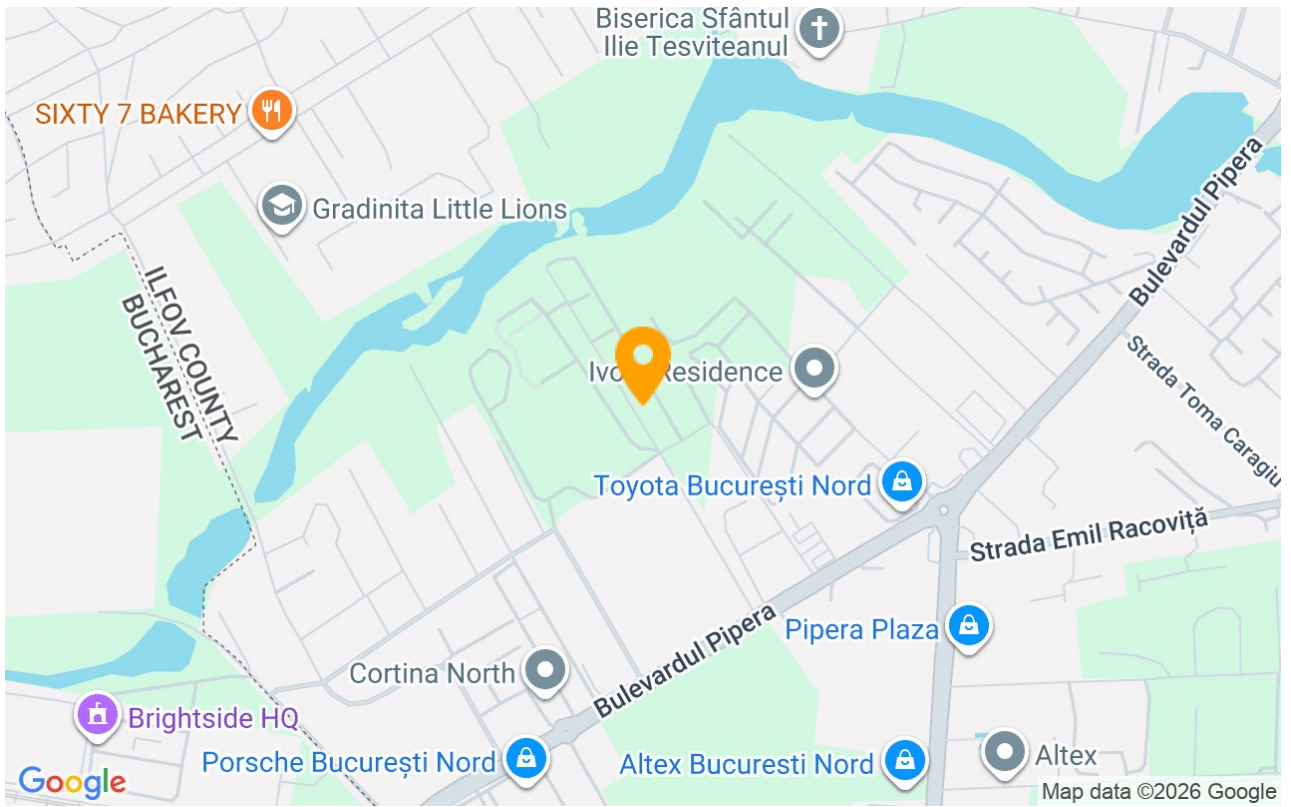 Biserica Sfântul
Ilie Tesviteanul
SIXTY 7 BAKERY
Gradinita Little Lions
Bulevardul Pipera
ILFOV COUNTY
BUCHAREST
Strada Toma Caragiu
Residence
Toyota București Nord
Strada Emil Racoviță
Bulevardul Pipera
Pipera Plaza
Cortina North
Brightside HQ
Porsche București Nord
Altex Bucuresti Nord
Altex
Google
Map data ©2026 Google